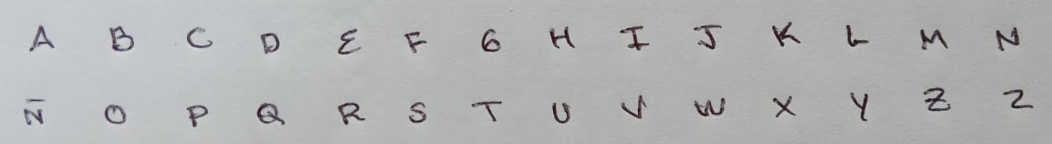 A B C D E F G H I J K L M N
Ñ O P Q R S T U V W X Y Z Z